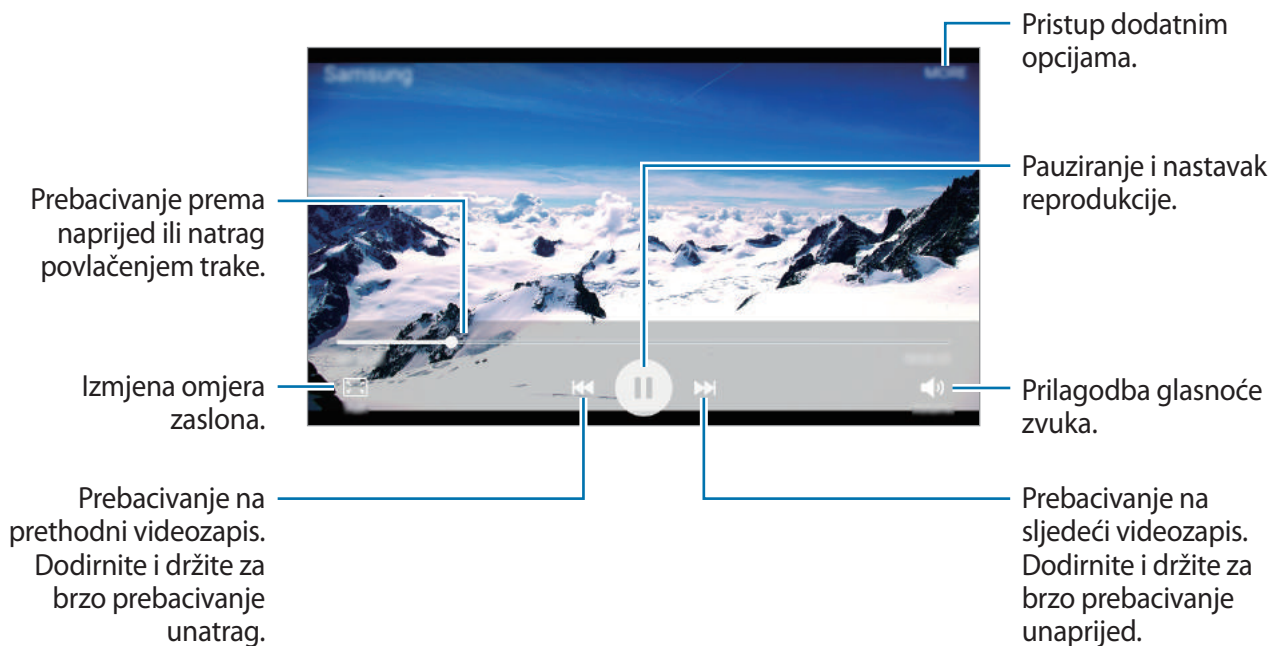 Pristup dodatnim
opcijama.
Samsung
MORE
Pauziranje i nastavak
reprodukcije.
Prebacivanje prema
naprijed ili natrag
povlačenjem trake.
Izmjena omjera
zaslona.
Prilagodba glasnoće
zvuka.
Prebacivanje na
prethodni videozapis.
Dodirnite i držite za
brzo prebacivanje
unatrag.
Prebacivanje na
sljedeći videozapis.
Dodirnite i držite za
brzo prebacivanje
unaprijed.